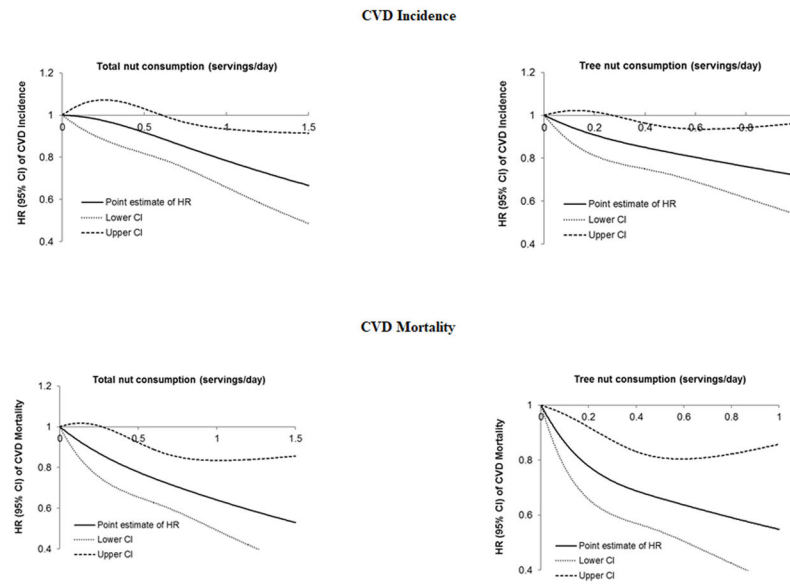 CVD Incidence
Total nut consumption (servings/day)
HR (95% CI) of CVD Incidence
1.2
1
0.8
0.6
0.4
0
0.5
1
1.5
Point estimate of HR
Lower CI
Upper CI
Tree nut consumption (servings/day)
HR (95% CI) of CVD Incidence
1.2
1
0.8
0.6
0.4
0
0.2
0.4
0.6
0.8
Point estimate of HR
Lower CI
Upper CI
CVD Mortality
Total nut consumption (servings/day)
HR (95% CI) of CVD Mortality
1.2
1
0.8
0.6
0.4
0
0.5
1
1.5
Point estimate of HR
Lower CI
Upper CI
Tree nut consumption (servings/day)
HR (95% CI) of CVD Mortality
1
0.8
0.6
0.4
0
0.2
0.4
0.6
0.8
1
Point estimate of HR
Lower CI
Upper CI